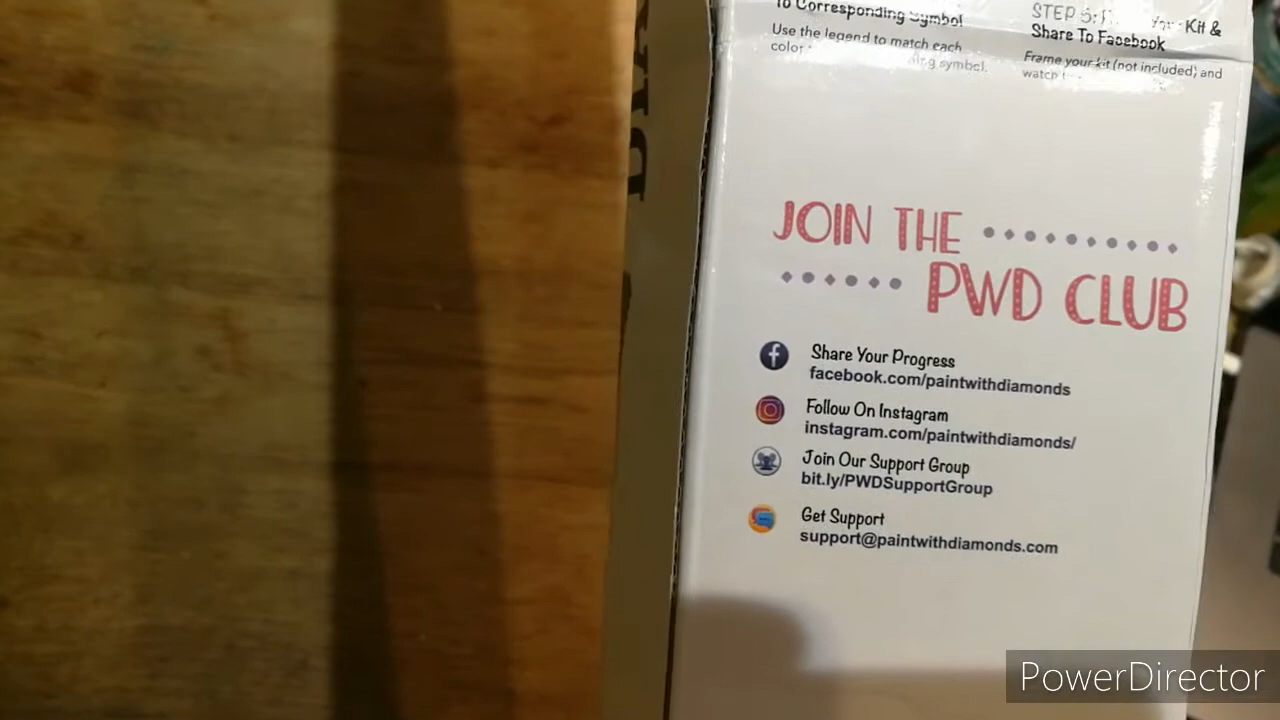 To Corresponding Symbol
Use the legend to match each
color symbol.
STEP Kit &
Share To Facebook
Frame your kit (not included) and
watch
JOIN THE
PWD CLUB
Share Your Progress
facebook.com/paintwithdiamonds
Follow On Instagram
instagram.com/paintwithdiamonds/
Join Our Support Group
bit.ly/PWDSupportGroup
Get Support
support@paintwithdiamonds.com
PowerDirector